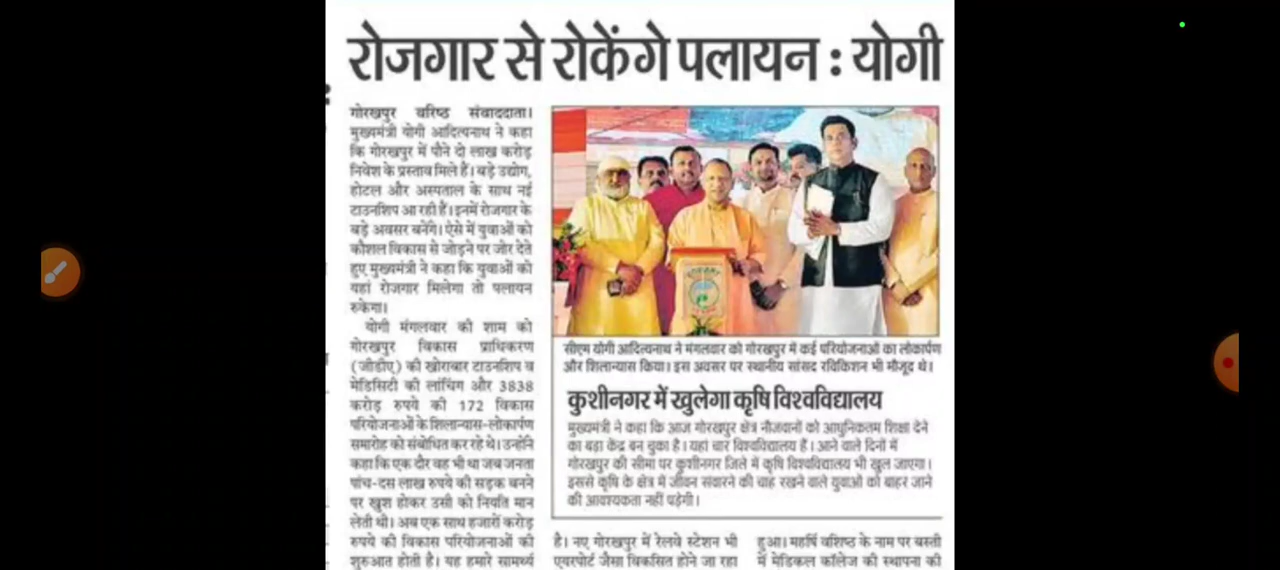 रोजगार से रोकेंगे पलायन : योगी
गोरखपुर वरिष्ठ संवाददाता।
मुख्यमंत्री योगी आदित्यनाथ ने कहा
कि गोरखपुर में पौने दो लाख करोड़
निवेश के प्रस्ताव मिले हैं। बड़े उद्योग,
होटल और अस्पताल के साथ नई
टाउनशिप आ रही हैं। इनमें रोजगार के
बड़े अवसर बनेंगे। ऐसे में युवाओं को
कौशल विकास से जोड़ने पर जोर देते
हुए मुख्यमंत्री ने कहा कि युवाओं को
यहां रोजगार मिलेगा तो पलायन
रुकेगा।
योगी मंगलवार की शाम को
गोरखपुर विकास प्राधिकरण
(जीडीए) की खोराबार टाउनशिप व
मेडिसिटी की लांचिंग और 3838
करोड़ रुपये की 172 विकास
परियोजनाओं के शिलान्यास-लोकार्पण
समारोह को संबोधित कर रहे थे। उन्होंने
कहा कि एक दौर वह भी था जब जनता
पांच-दस लाख रुपये की सड़क बनने
पर खुश होकर उसी को नियति मान
लेती थी। अब एक साथ हजारों करोड़
रुपये की विकास परियोजनाओं की
शुरुआत होती है। यह हमारे सामर्थ्य
सीएम योगी आदित्यनाथ ने मंगलवार को गोरखपुर में कई परियोजनाओं का लोकार्पण
और शिलान्यास किया। इस अवसर पर स्थानीय सांसद रविकिशन भी मौजूद थे।
कुशीनगर में खुलेगा कृषि विश्वविद्यालय
मुख्यमंत्री ने कहा कि आज गोरखपुर क्षेत्र नौजवानों को आधुनिकतम शिक्षा देने
का बड़ा केंद्र बन चुका है। यहां चार विश्वविद्यालय हैं। आने वाले दिनों में
गोरखपुर की सीमा पर कुशीनगर जिले में कृषि विश्वविद्यालय भी खुल जाएगा।
इससे कृषि के क्षेत्र में जीवन संवारने की चाह रखने वाले युवाओं को बाहर जाने
की आवश्यकता नहीं पड़ेगी।
है। नए गोरखपुर में रेलवे स्टेशन भी
एयरपोर्ट जैसा विकसित होने जा रहा
हुआ। महर्षि वशिष्ठ के नाम पर बस्ती
में मेडिकल कॉलेज की स्थापना की